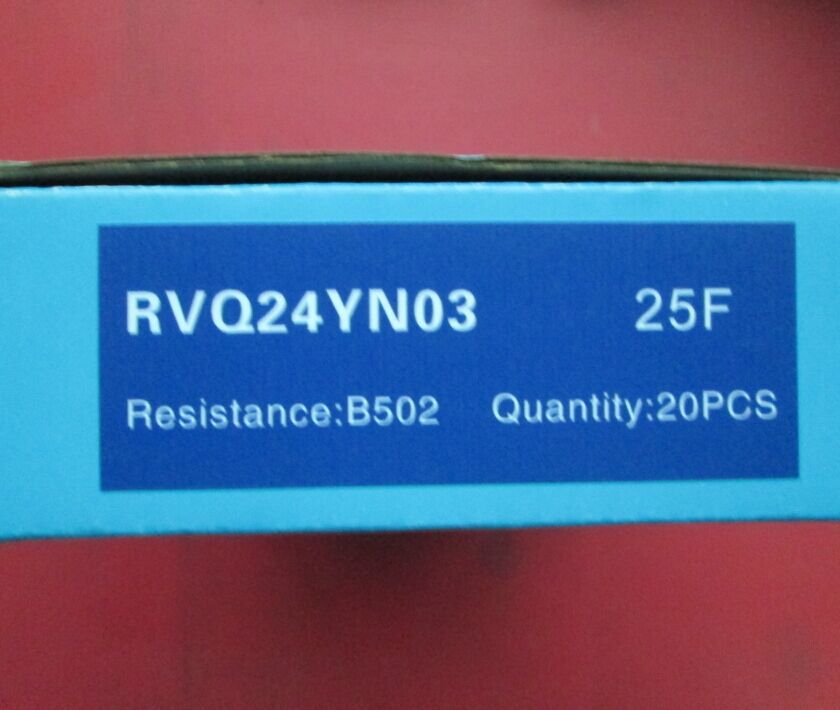 RVQ24YN03 25F
Resistance:B502 Quantity:20PCS